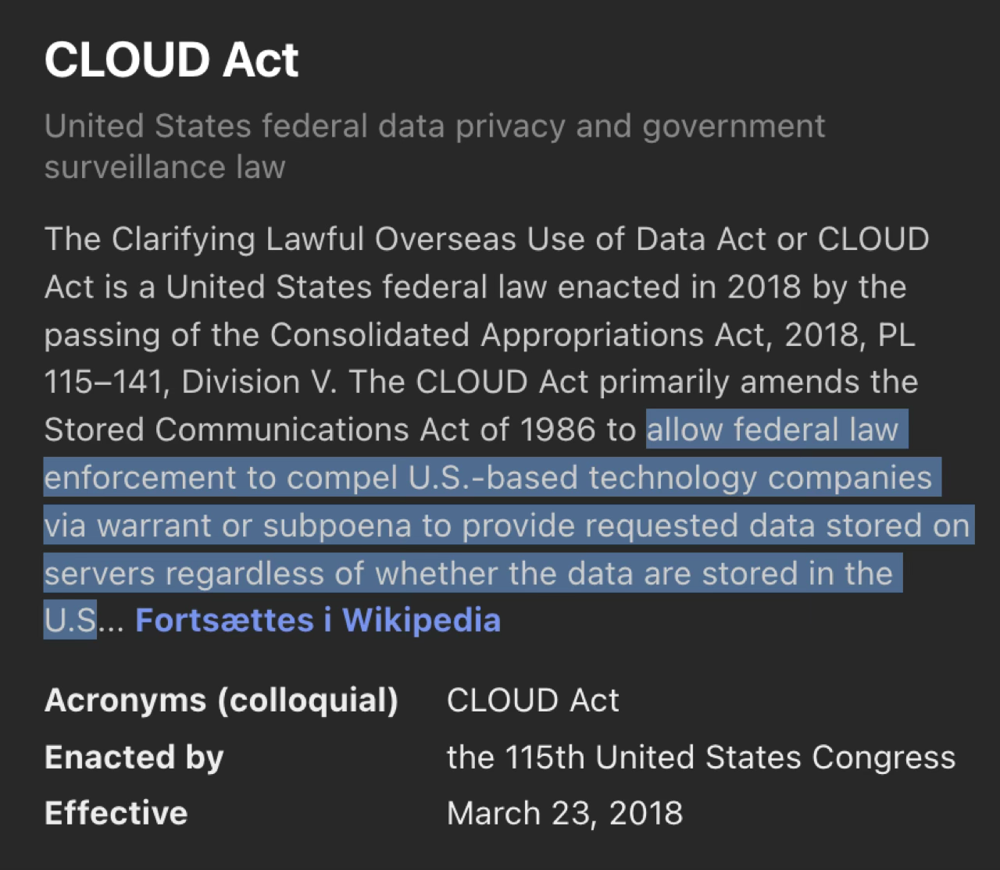 CLOUD Act
United States federal data privacy and government
surveillance law
The Clarifying Lawful Overseas Use of Data Act or CLOUD
Act is a United States federal law enacted in 2018 by the
passing of the Consolidated Appropriations Act, 2018, PL
115–141, Division V. The CLOUD Act primarily amends the
Stored Communications Act of 1986 to allow federal law
enforcement to compel U.S.-based technology companies
via warrant or subpoena to provide requested data stored on
servers regardless of whether the data are stored in the
U.S... Fortsættes i Wikipedia
Acronyms (colloquial) CLOUD Act
Enacted by the 115th United States Congress
Effective March 23, 2018